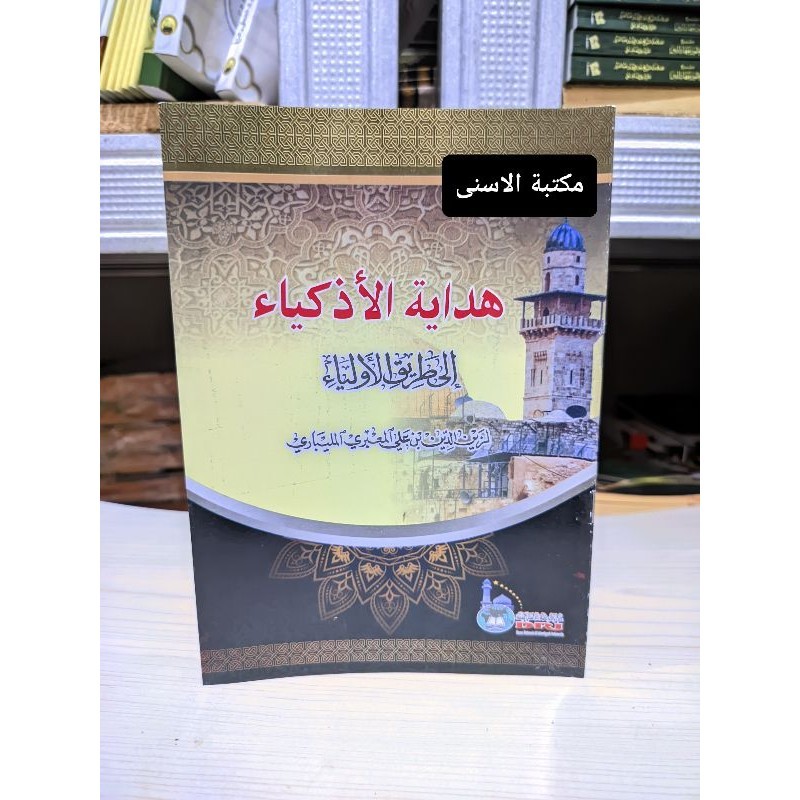 مكتبة الاسنى
هداية الأذكياء
إلى طريق الأولياء
لزين الدين بن علي المعبري المليباري